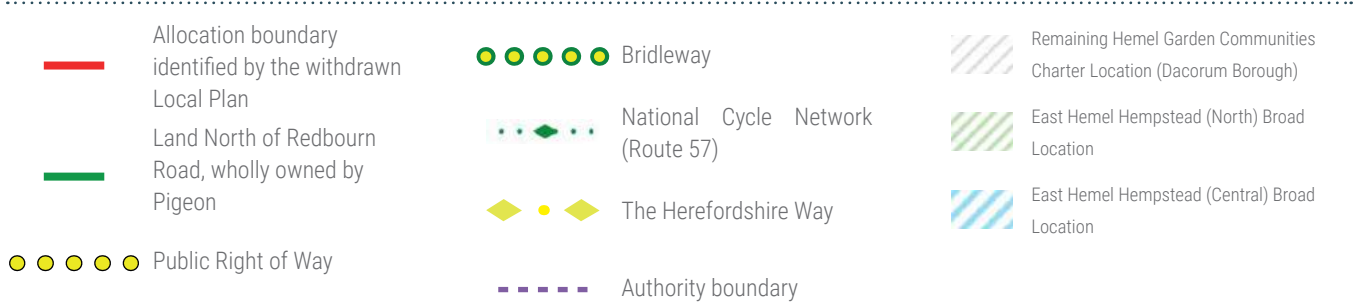 Allocation boundary
identified by the withdrawn
Local Plan
Land North of Redbourn
Road, wholly owned by
Pigeon
Public Right of Way
Bridleway
National Cycle Network
(Route 57)
The Herefordshire Way
Authority boundary
Remaining Hemel Garden Communities
Charter Location (Dacorum Borough)
East Hemel Hempstead (North) Broad
Location
East Hemel Hempstead (Central) Broad
Location